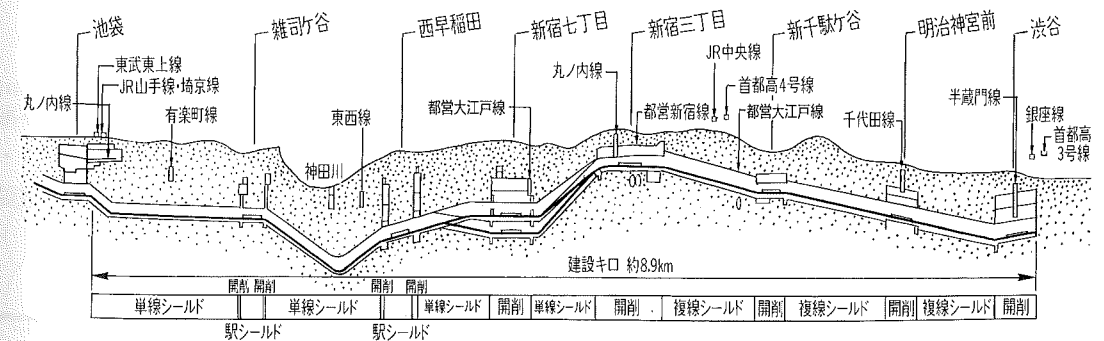 池袋
雑司ケ谷
西早稲田
新宿七丁目
新宿三丁目
新千駄ケ谷
明治神宮前
渋谷
東武東上線
JR山手線・埼京線
丸ノ内線
有楽町線
東西線
神田川
都営大江戸線
丸ノ内線
都営新宿線
JR中央線
首都高4号線
都営大江戸線
千代田線
半蔵門線
銀座線
首都高
3号線
建設キロ 約8.9km
開削 開削 開削 開削
単線シールド 単線シールド 単線シールド 開削 単線シールド 開削 複線シールド 開削 複線シールド 開削 複線シールド 開削
駅シールド 駅シールド